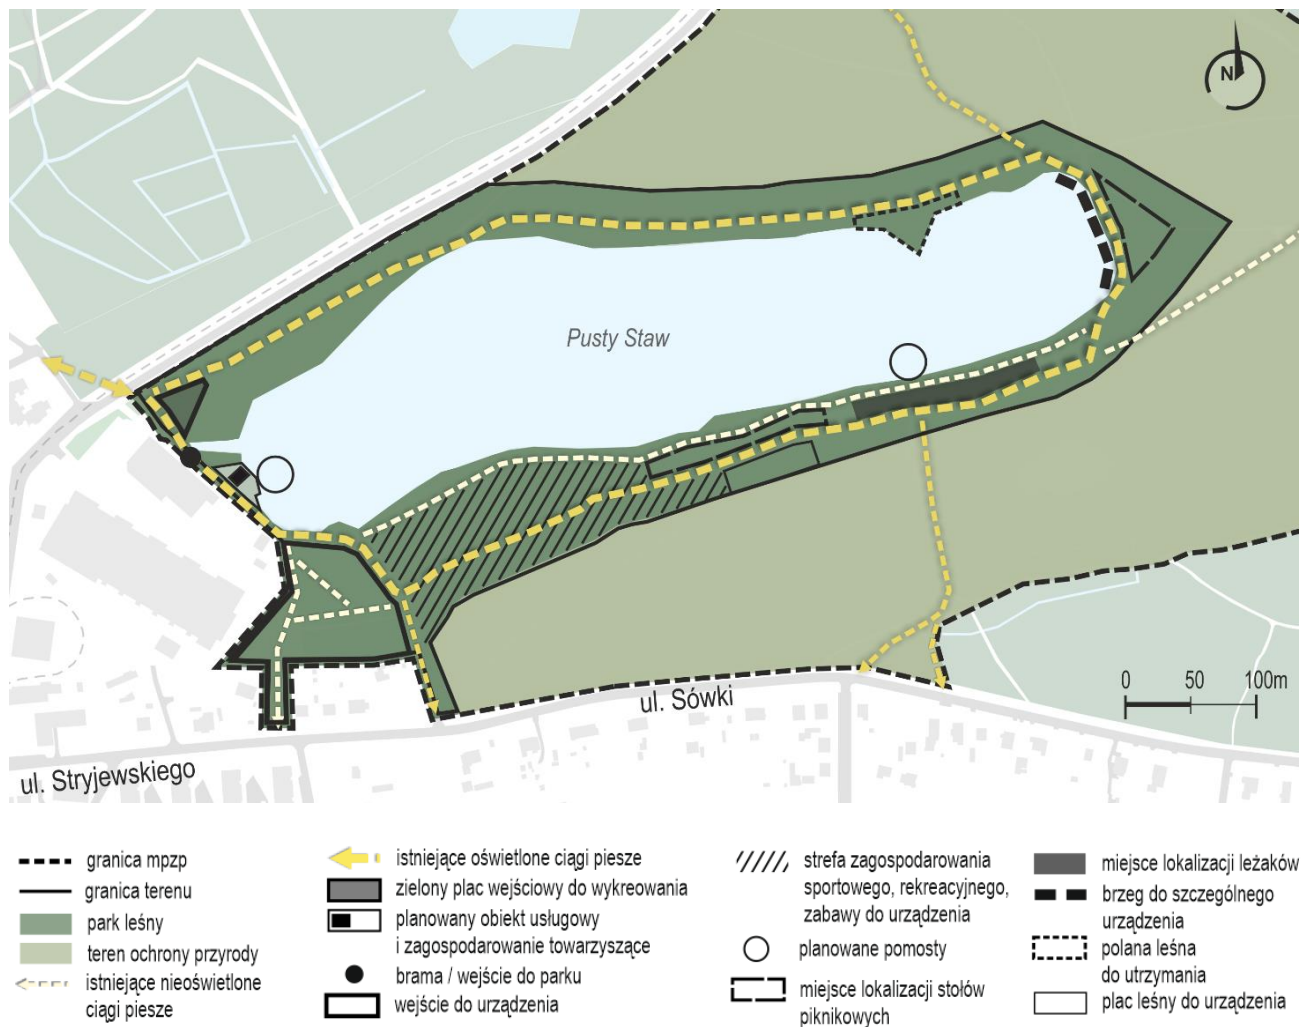 N
Pusty Staw
ul. Sówki
0 50 100m
ul. Stryjewskiego
granica mpzp
granica terenu
park leśny
teren ochrony przyrody
istniejące nieoświetlone
ciągi piesze
istniejące oświetlone ciągi piesze
zielony plac wejściowy do wykreowania
planowany obiekt usługowy
i zagospodarowanie towarzyszące
brama / wejście do parku
wejście do urządzenia
strefa zagospodarowania
sportowego, rekreacyjnego,
zabawy do urządzenia
planowane pomosty
miejsce lokalizacji stołów
piknikowych
miejsce lokalizacji leżaków
brzeg do szczególnego
urządzenia
polana leśna
do utrzymania
plac leśny do urządzenia